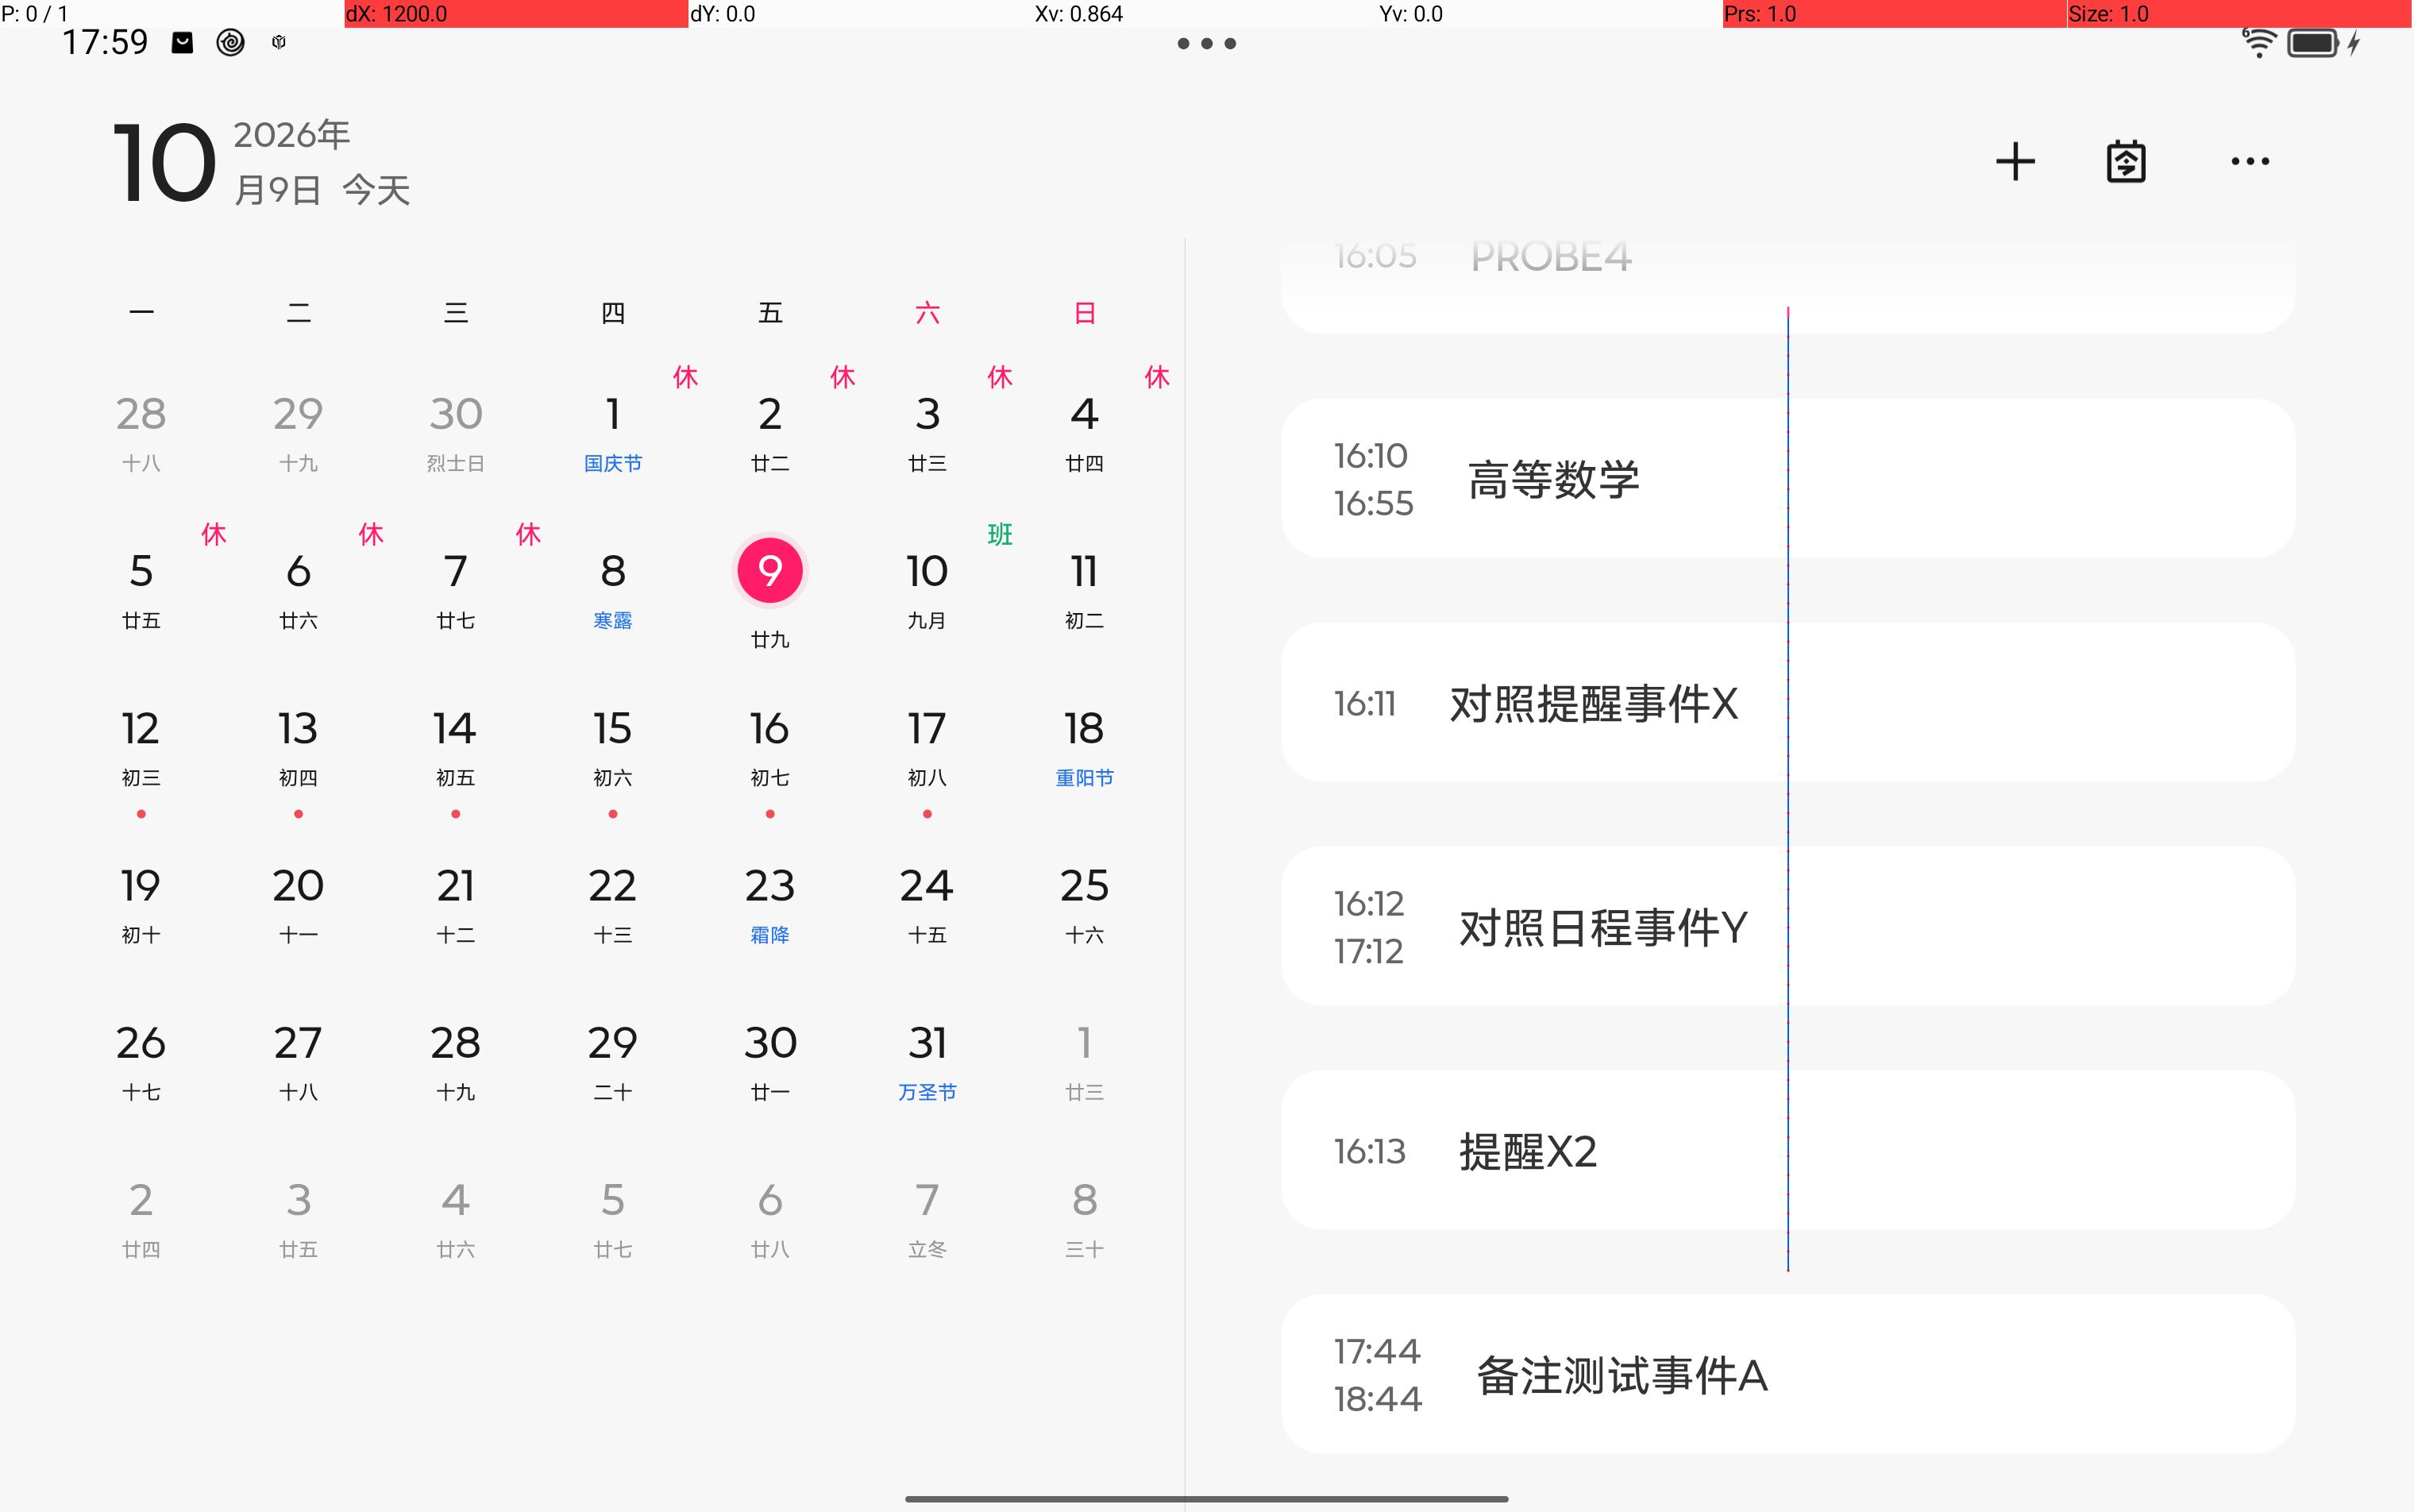 P: 0 / 1
dX: 1200.0
dY: 0.0
Xv: 0.864
Yv: 0.0
Prs: 1.0
Size: 1.0
17:59
6
10
2026年
月9日 今天
今
一 二 三 四 五 六 日
休 休 休 休
28 29 30 1 2 3 4
十八 十九 烈士日 国庆节 廿二 廿三 廿四
休 休 休 班
5 6 7 8 9 10 11
廿五 廿六 廿七 寒露 廿九 九月 初二
12 13 14 15 16 17 18
初三 初四 初五 初六 初七 初八 重阳节
19 20 21 22 23 24 25
初十 十一 十二 十三 霜降 十五 十六
26 27 28 29 30 31 1
十七 十八 十九 二十 廿一 万圣节 廿三
2 3 4 5 6 7 8
廿四 廿五 廿六 廿七 廿八 立冬 三十
16:05 PROBE4
16:10
16:55
高等数学
16:11 对照提醒事件X
16:12
17:12
对照日程事件Y
16:13 提醒X2
17:44
18:44
备注测试事件A